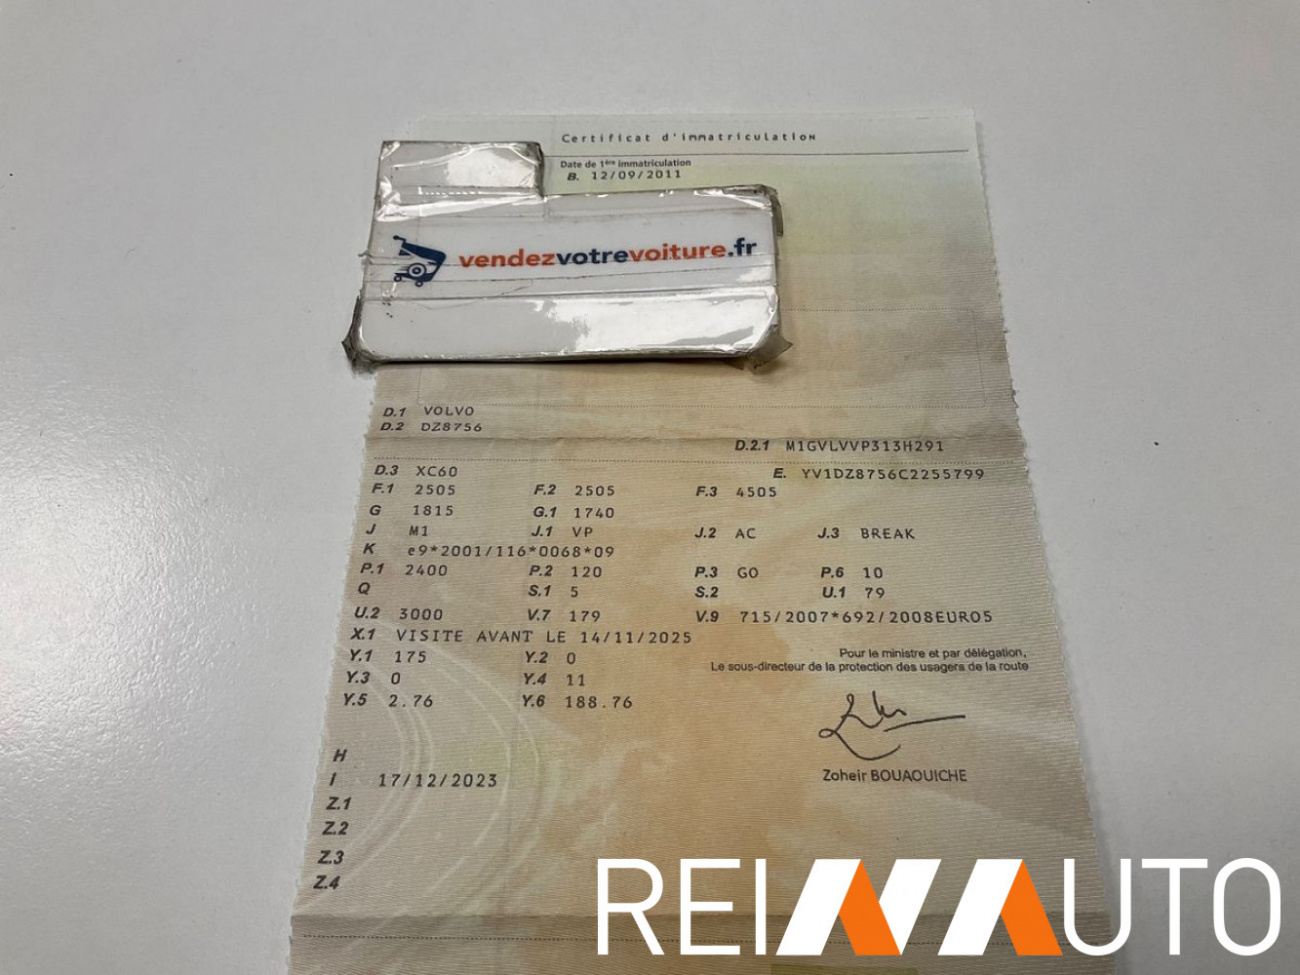 Certificat d'immatriculation
Date de 1ère immatriculation
B. 12/09/2011
vendezvotrevoiture.fr
D.1 VOLVO
D.2 DZ8756
D.2.1 M1GVLVVP313H291
D.3 XC60
E. YV1DZ8756C2255799
F.1 2505 F.2 2505 F.3 4505
G 1815 G.1 1740
J M1 J.1 VP J.2 AC J.3 BREAK
K e9*2001/116*0068*09
P.1 2400 P.2 120 P.3 GO P.6 10
Q S.1 5 S.2 U.1 79
U.2 3000 V.7 179 V.9 715/2007*692/2008EURO5
X.1 VISITE AVANT LE 14/11/2025
Y.1 175 Y.2 0
Y.3 0 Y.4 11
Y.5 2.76 Y.6 188.76
Pour le ministre et par délégation,
Le sous-directeur de la protection des usagers de la route
Zoheir BOUAOUICHE
H
I 17/12/2023
Z.1
Z.2
Z.3
Z.4
REINAUTO